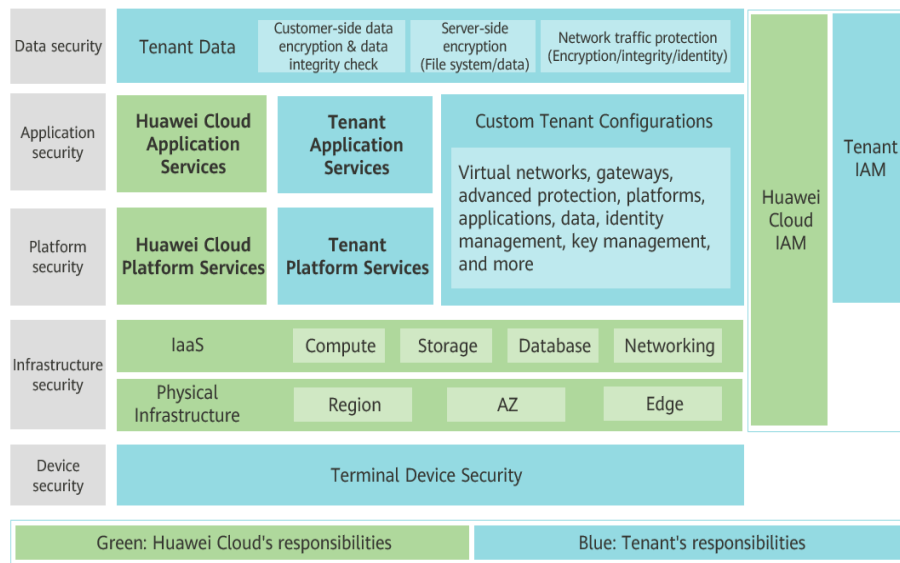 Data security
Tenant Data
Customer-side data
encryption & data
integrity check
Server-side
encryption
(File system/data)
Network traffic protection
(Encryption/integrity/identity)
Application
security
Huawei Cloud
Application
Services
Tenant
Application
Services
Custom Tenant Configurations
Virtual networks, gateways,
advanced protection, platforms,
applications, data, identity
management, key management,
and more
Platform
security
Huawei Cloud
Platform Services
Tenant
Platform Services
Huawei
Cloud
IAM
Tenant
IAM
Infrastructure
security
IaaS
Compute
Storage
Database
Networking
Physical
Infrastructure
Region
AZ
Edge
Device
security
Terminal Device Security
Green: Huawei Cloud's responsibilities
Blue: Tenant's responsibilities